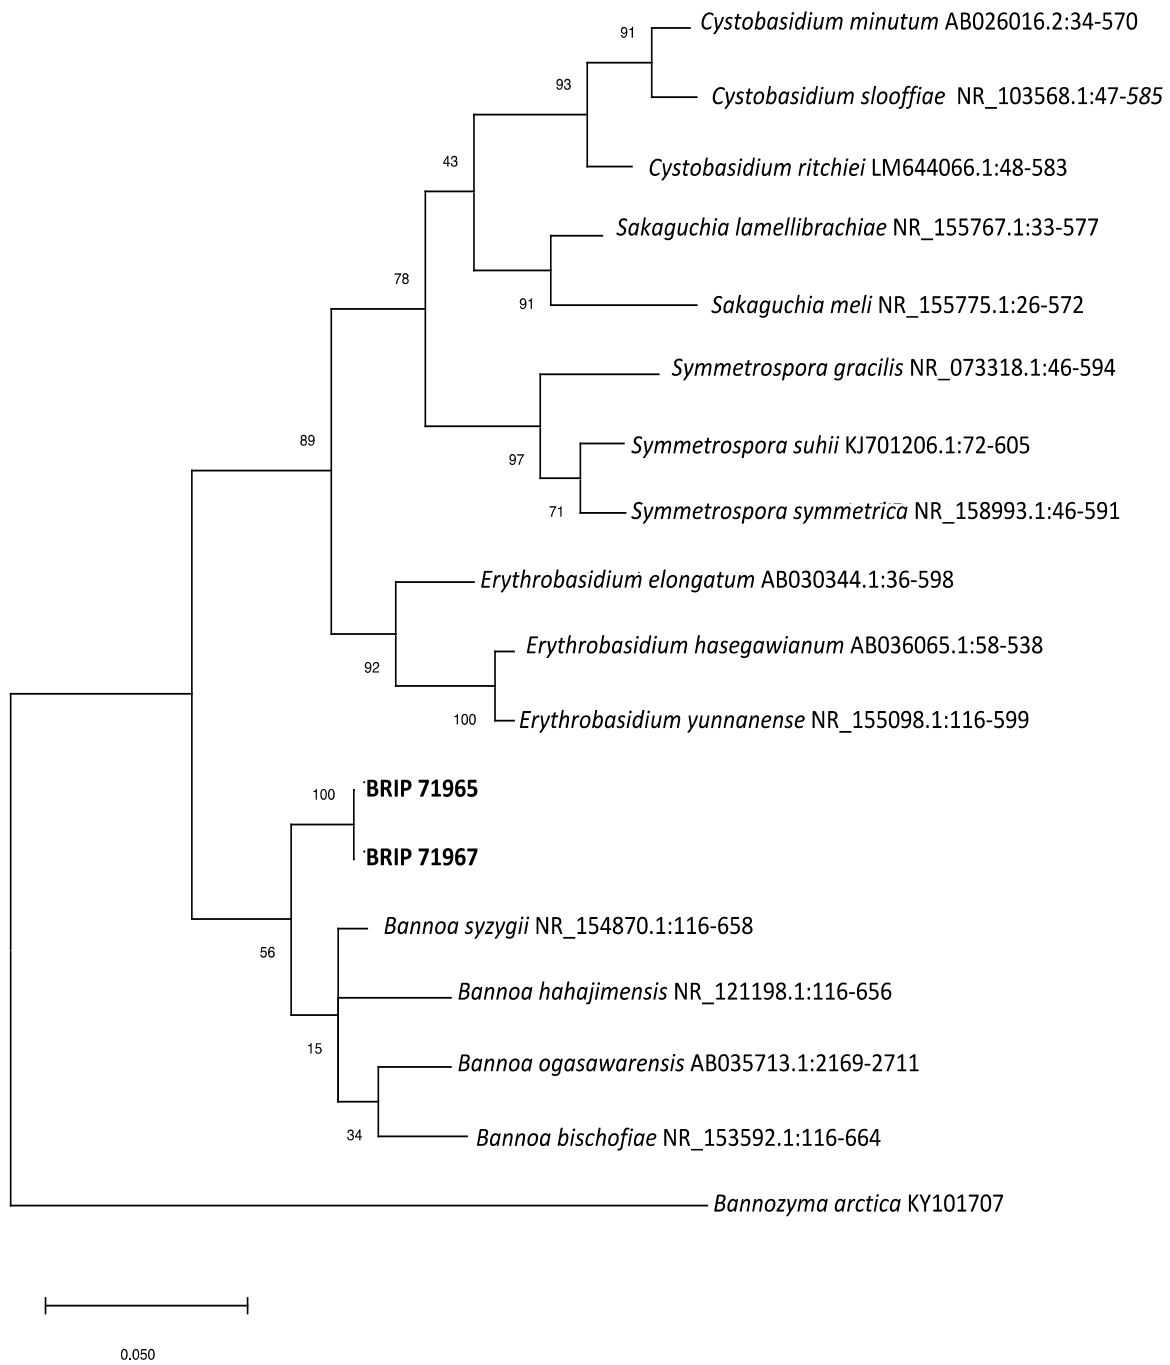 Cystobasidium minutum AB026016.2:34-570
91
Cystobasidium slooffiae NR_103568.1:47-585
93
Cystobasidium ritchiei LM644066.1:48-583
43
Sakaguchia lamellibrachiae NR_155767.1:33-577
78
91
Sakaguchia meli NR_155775.1:26-572
Symmetrospora gracilis NR_073318.1:46-594
89
Symmetrospora suhii KJ701206.1:72-605
97
71
Symmetrospora symmetrica NR_158993.1:46-591
Erythrobasidium elongatum AB030344.1:36-598
Erythrobasidium hasegawianum AB036065.1:58-538
92
100
Erythrobasidium yunnanense NR_155098.1:116-599
100
BRIP 71965
BRIP 71967
Bannoa syzygii NR_154870.1:116-658
56
Bannoa hahajimensis NR_121198.1:116-656
15
Bannoa ogasawarensis AB035713.1:2169-2711
34
Bannoa bischofiae NR_153592.1:116-664
Bannozyma arctica KY101707
0.050